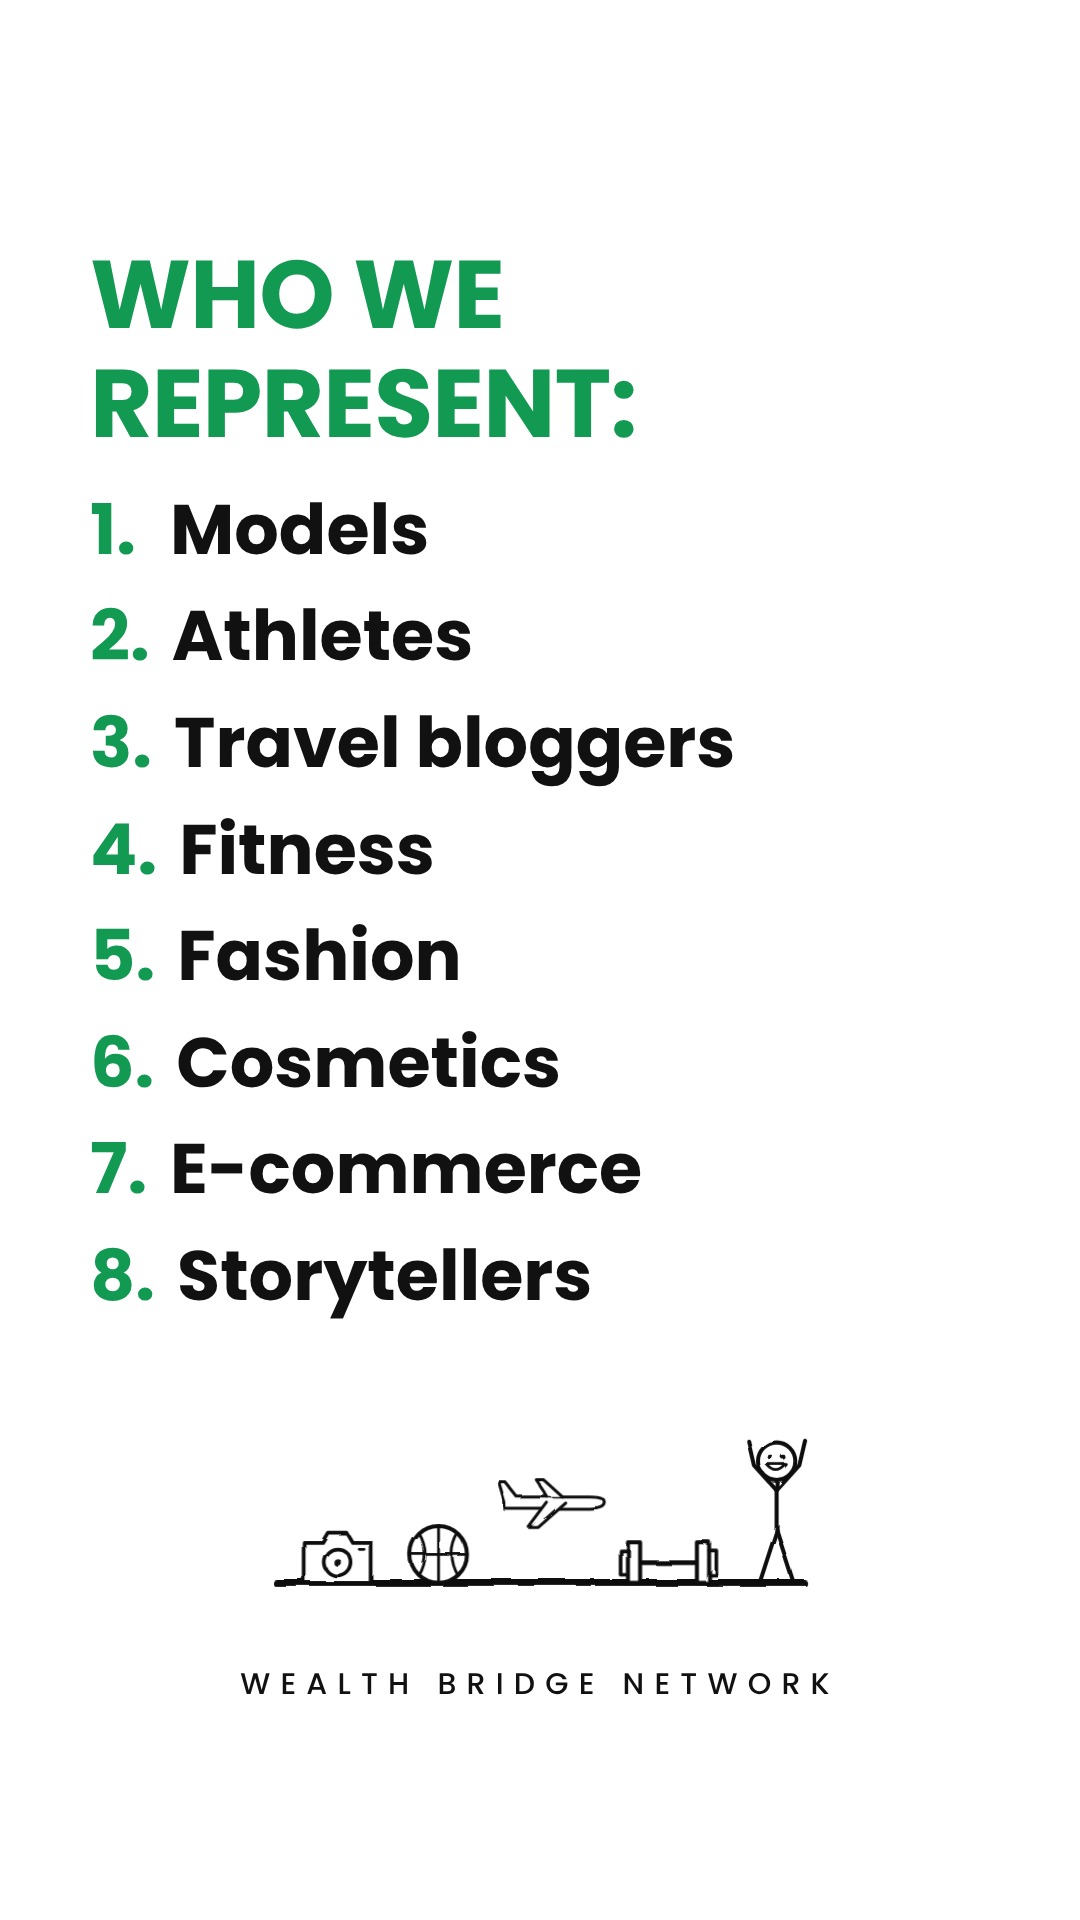 WHO WE
REPRESENT:
1. Models
2. Athletes
3. Travel bloggers
4. Fitness
5. Fashion
6. Cosmetics
7. E-commerce
8. Storytellers
WEALTH BRIDGE NETWORK